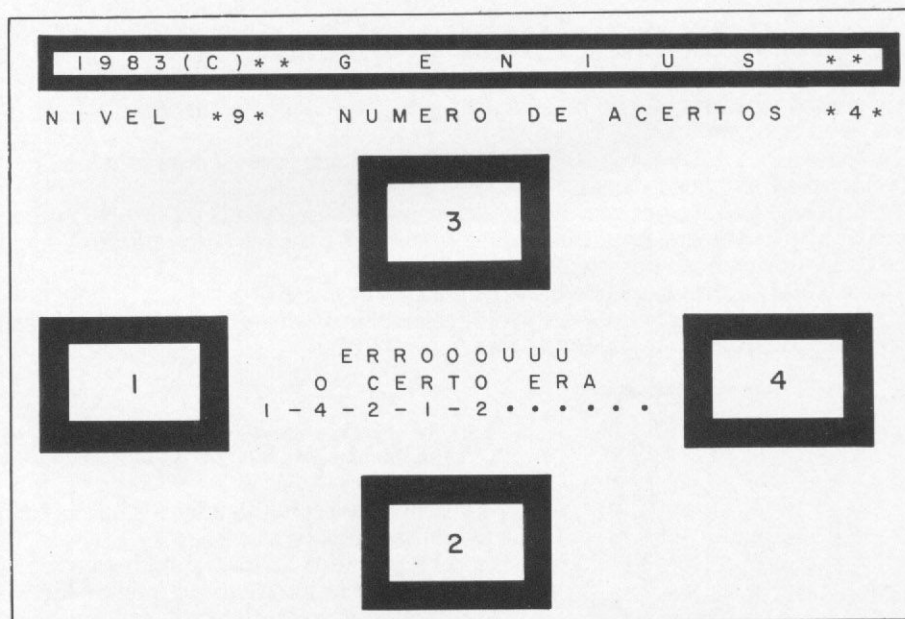 1983(C)** G E N I U S **
NIVEL *9* NUMERO DE ACERTOS *4*
3
ERROOOUUU
1
O CERTO ERA
4
1-4-2-1-2......
2